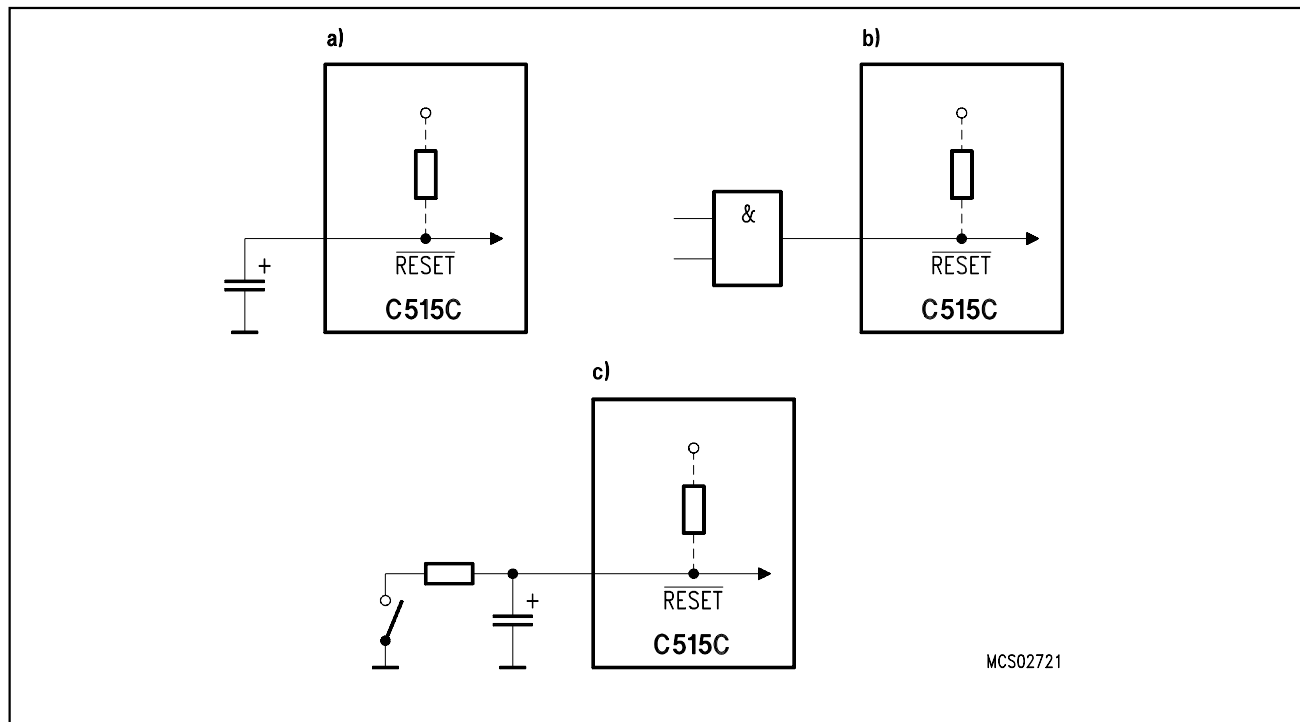 a)
+
RESET
C515C
b)
&
RESET
C515C
c)
+
RESET
C515C
MCS02721